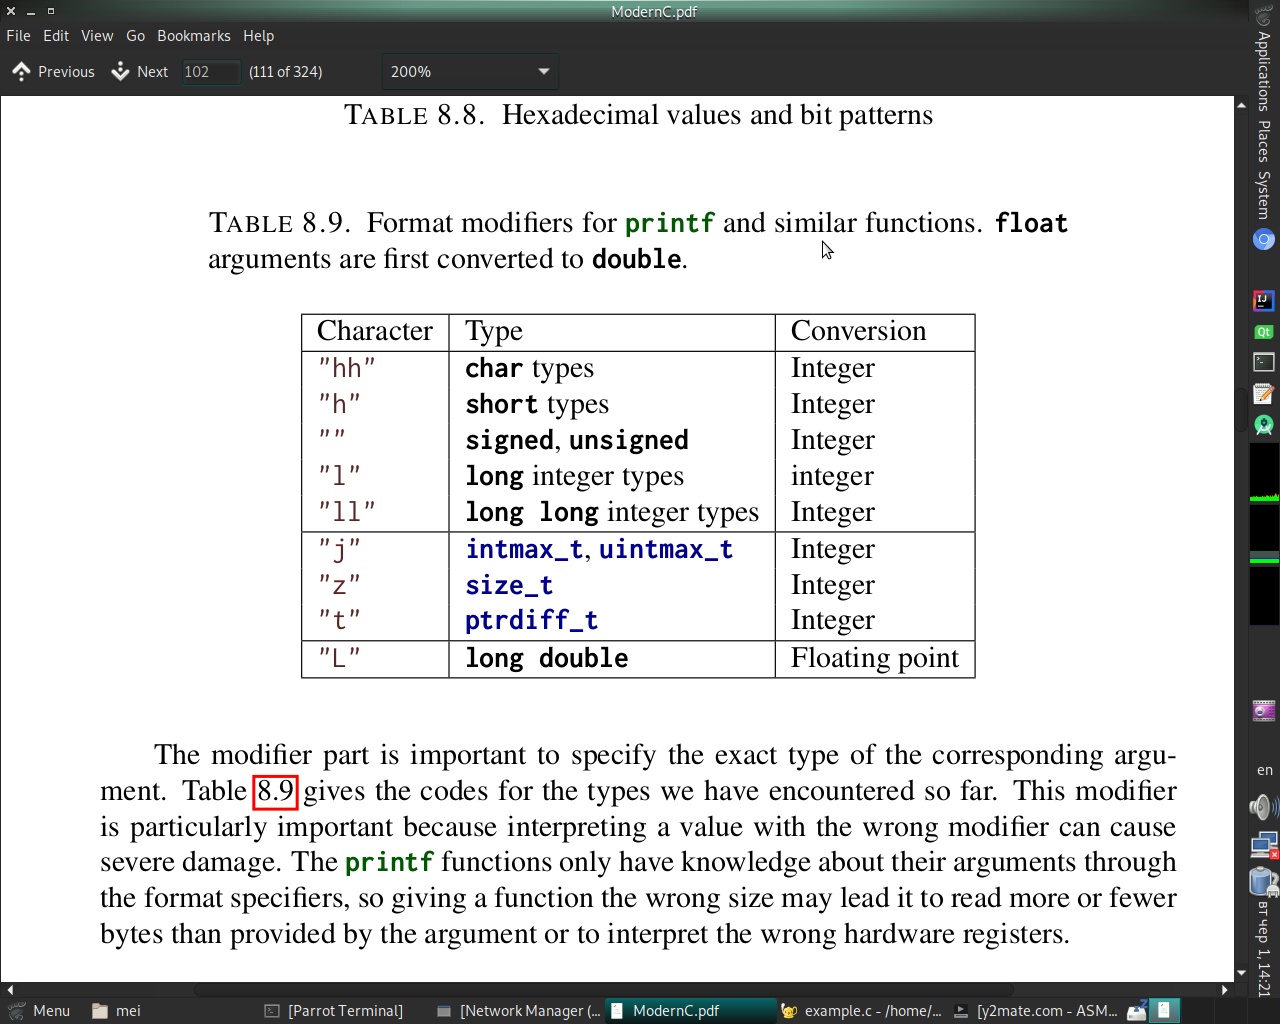 ModernC.pdf
File Edit View Go Bookmarks Help
Previous Next 102 (111 of 324) 200%
TABLE 8.8. Hexadecimal values and bit patterns
TABLE 8.9. Format modifiers for printf and similar functions. float
arguments are first converted to double.
Character Type Conversion
"hh" char types Integer
"h" short types Integer
"" signed, unsigned Integer
"l" long integer types integer
"ll" long long integer types Integer
"j" intmax_t, uintmax_t Integer
"z" size_t Integer
"t" ptrdiff_t Integer
"L" long double Floating point
The modifier part is important to specify the exact type of the corresponding argu-
ment. Table 8.9 gives the codes for the types we have encountered so far. This modifier
is particularly important because interpreting a value with the wrong modifier can cause
severe damage. The printf functions only have knowledge about their arguments through
the format specifiers, so giving a function the wrong size may lead it to read more or fewer
bytes than provided by the argument or to interpret the wrong hardware registers.
Applications Places System
IJ
Qt
en
вт чер 1, 14:21
Menu mei [Parrot Terminal] [Network Manager (... ModernC.pdf example.c - /home/... [y2mate.com - ASM...